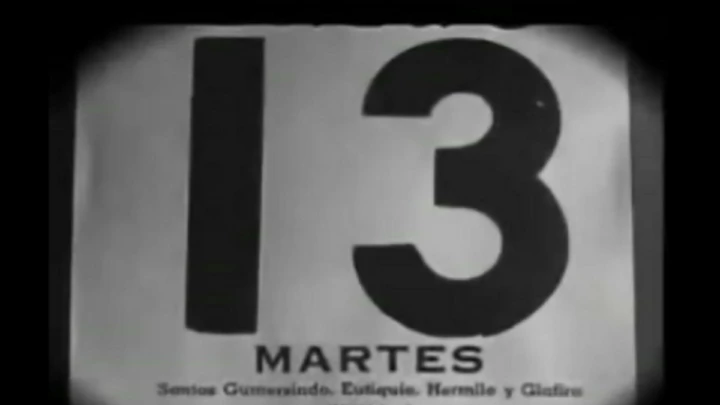 13
MARTES
Santos Gumersindo, Eutiquio, Hermilo y Glafira